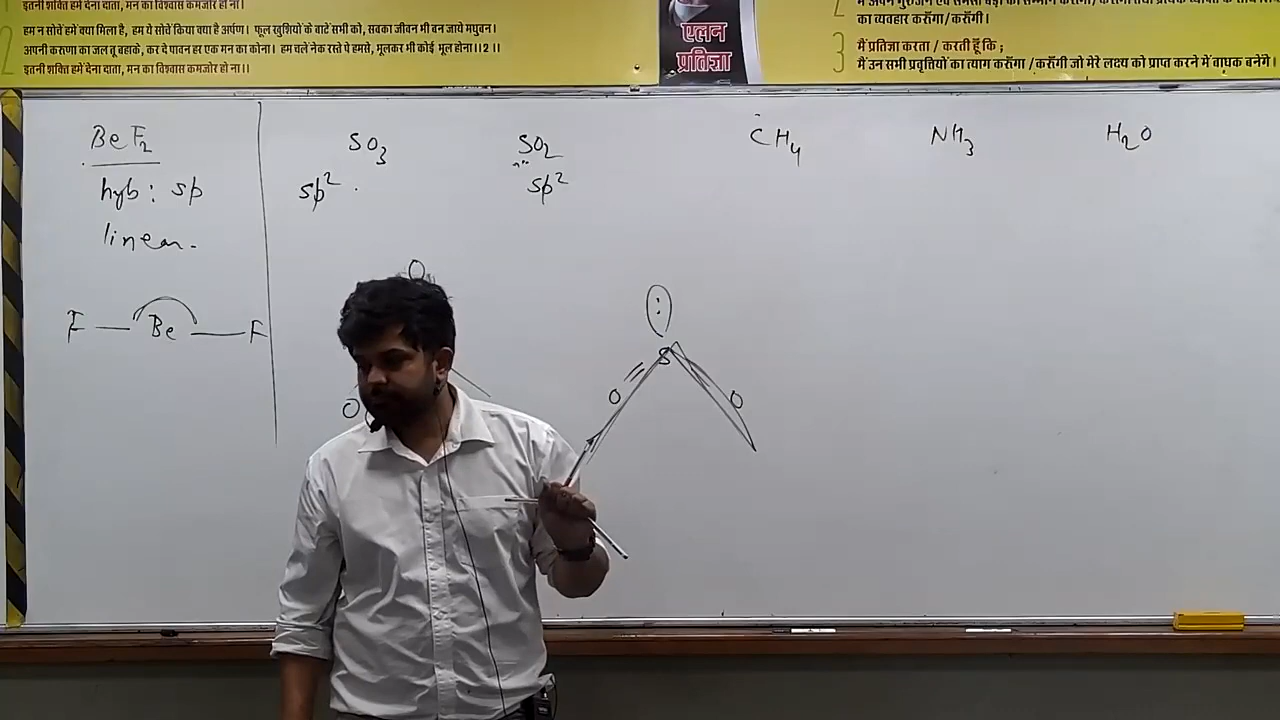 इतनी शक्ति हमें देना दाता, मन का विश्वास कमजोर हो ना।
हम न सोचें हमें क्या मिला है, हम ये सोचें किया क्या है अर्पण। फूल खुशियों के बाटें सभी को, सबका जीवन भी बन जाये मधुबन।
2
अपनी करुणा का जल तू बहाके, कर दे पावन हर एक मन का कोना। हम चलें नेक रस्ते पे हमसे, भूलकर भी कोई भूल होना।।2।।
इतनी शक्ति हमें देना दाता, मन का विश्वास कमजोर हो ना।।
एलन
प्रतिज्ञा
2
का व्यवहार करूँगा/करूँगी।
3
मैं प्रतिज्ञा करता / करती हूँ कि ;
मैं उन सभी प्रवृत्तियों का त्याग करूँगा /करूँगी जो मेरे लक्ष्य को प्राप्त करने में बाधक बनेंगे।
BeF2
hyb: sp
linear.
F — Be — F
SO3
sp2
O
O
SO2
sp2
:
S
O
O
CH4
NH3
H2O